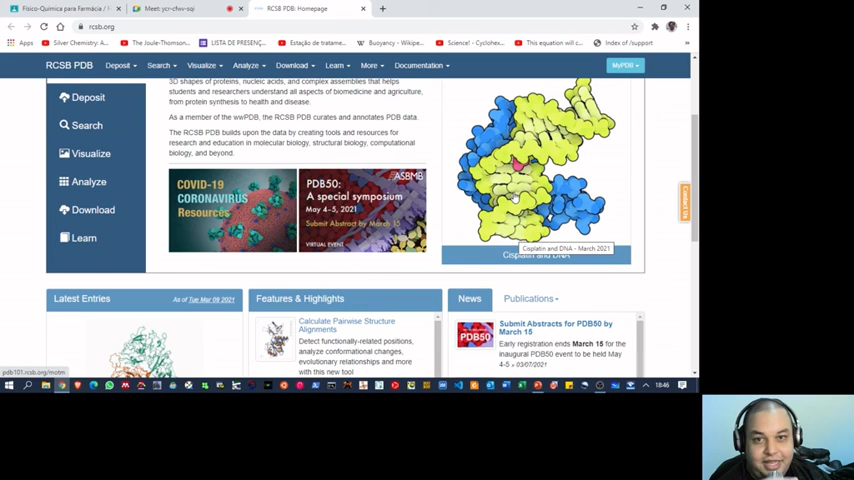 Físico-Química para Farmácia / F
Meet: ycr-cfwv-sqi
RCSB PDB: Homepage
rcsb.org
Apps
Silver Chemistry: A...
The Joule-Thomson...
LISTA DE PRESENÇ...
Estação de tratame...
Buoyancy - Wikipe...
Science! - Cyclohex...
This equation will c...
Index of/support
RCSB PDB
Deposit
Search
Visualize
Analyze
Download
Learn
More
Documentation
MyPDB
Deposit
Search
Visualize
Analyze
Download
Learn
3D shapes of proteins, nucleic acids, and complex assemblies that helps
students and researchers understand all aspects of biomedicine and agriculture,
from protein synthesis to health and disease.
As a member of the wwPDB, the RCSB PDB curates and annotates PDB data.
The RCSB PDB builds upon the data by creating tools and resources for
research and education in molecular biology, structural biology, computational
biology, and beyond.
COVID-19
CORONAVIRUS
Resources
ASBMB
PDB50:
A special symposium
May 4–5, 2021
Submit Abstract by March 15
VIRTUAL EVENT
Cisplatin and DNA - March 2021
Cisplatin and DNA
Contact Us
Latest Entries
As of Tue Mar 09 2021
Features & Highlights
Calculate Pairwise Structure
Alignments
Detect functionally-related positions,
analyze conformational changes,
evolutionary relationships and more
with this new tool
News
Publications
PDB50
Submit Abstracts for PDB50 by
March 15
Early registration ends March 15 for the
inaugural PDB50 event to be held May
4-5 » 03/07/2021
pdb101.rcsb.org/motm
18:46